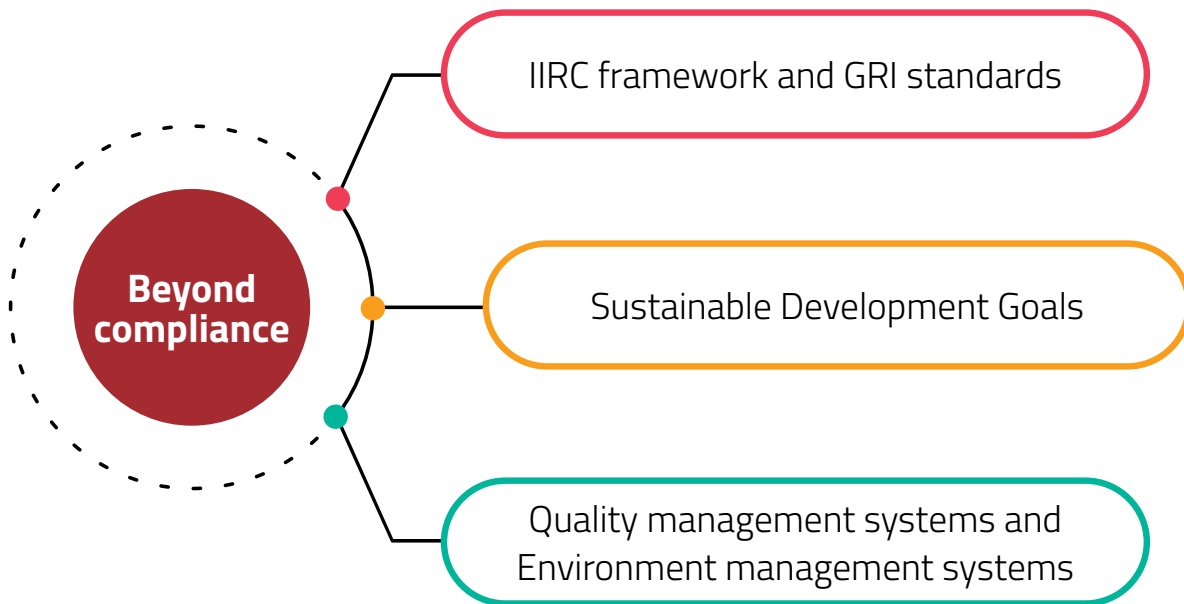 IIRC framework and GRI standards
Beyond
compliance
Sustainable Development Goals
Quality management systems and
Environment management systems